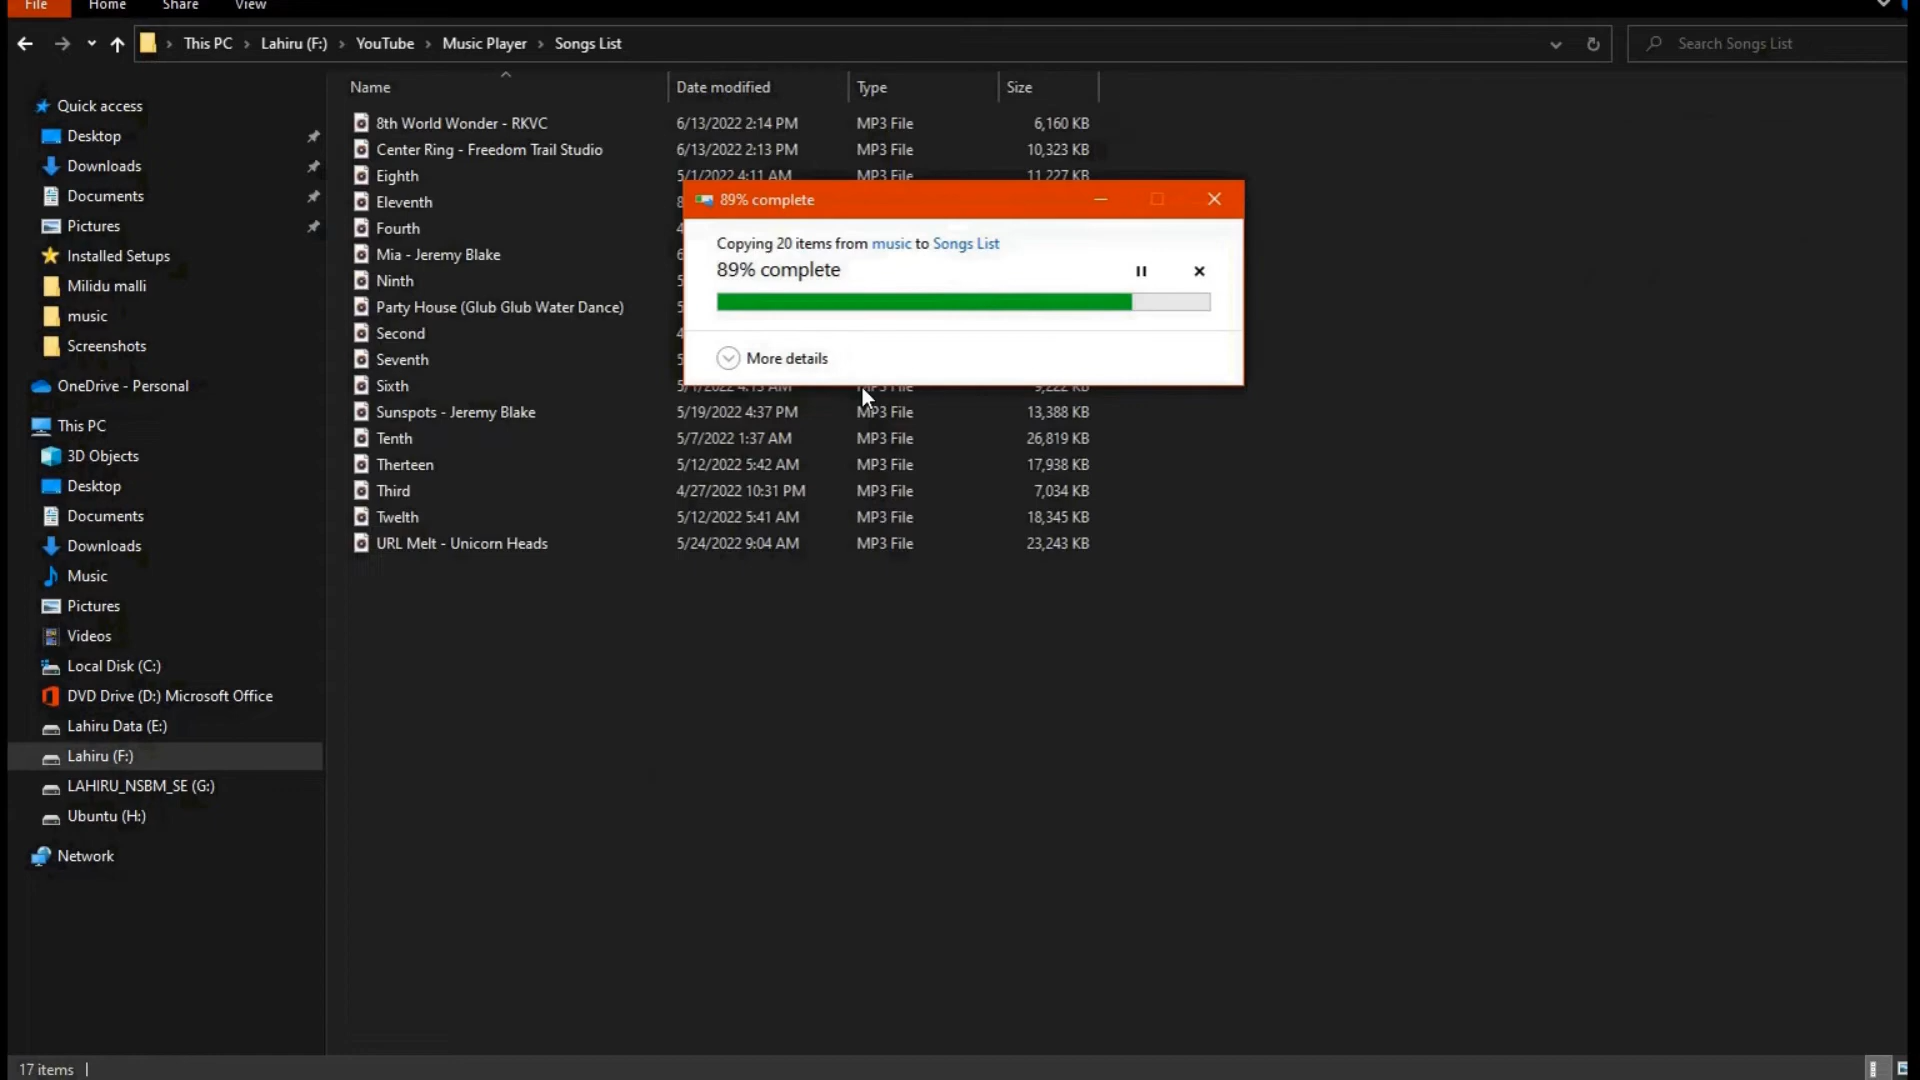 File Home Share View
This PC Lahiru (F:) YouTube Music Player Songs List
Search Songs List
Name Date modified Type Size
Quick access
Desktop
Downloads
Documents
Pictures
Installed Setups
Milidu malli
music
Screenshots
OneDrive - Personal
This PC
3D Objects
Desktop
Documents
Downloads
Music
Pictures
Videos
Local Disk (C:)
DVD Drive (D:) Microsoft Office
Lahiru Data (E:)
Lahiru (F:)
LAHIRU_NSBM_SE (G:)
Ubuntu (H:)
Network
8th World Wonder - RKVC 6/13/2022 2:14 PM MP3 File 6,160 KB
Center Ring - Freedom Trail Studio 6/13/2022 2:13 PM MP3 File 10,323 KB
Eighth 5/1/2022 4:11 AM MP3 File 11,227 KB
Eleventh
Fourth
Mia - Jeremy Blake
Ninth
Party House (Glub Glub Water Dance)
Second
Seventh
Sixth 5/1/2022 4:13 AM MP3 File 9,222 KB
Sunspots - Jeremy Blake 5/19/2022 4:37 PM MP3 File 13,388 KB
Tenth 5/7/2022 1:37 AM MP3 File 26,819 KB
Therteen 5/12/2022 5:42 AM MP3 File 17,938 KB
Third 4/27/2022 10:31 PM MP3 File 7,034 KB
Twelth 5/12/2022 5:41 AM MP3 File 18,345 KB
URL Melt - Unicorn Heads 5/24/2022 9:04 AM MP3 File 23,243 KB
89% complete
Copying 20 items from music to Songs List
89% complete
More details
17 items